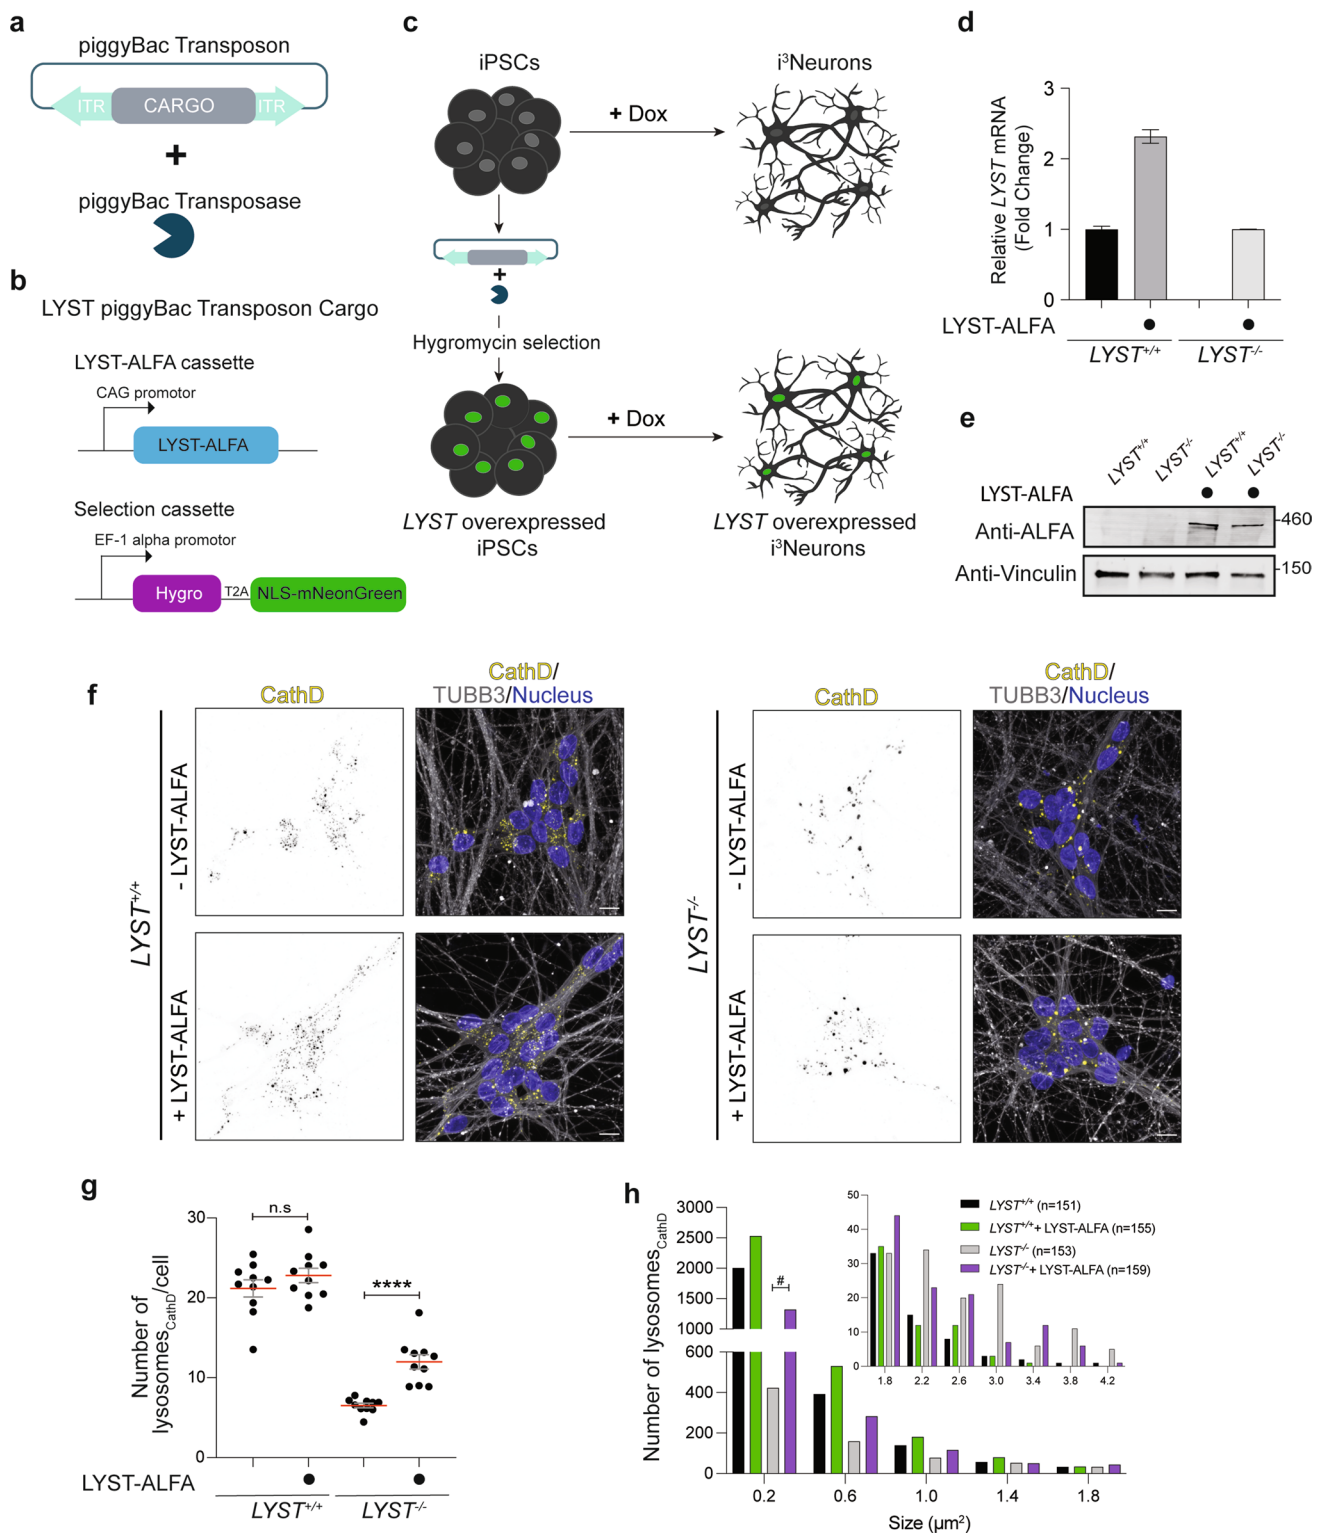 a
piggyBac Transposon
ITR
CARGO
ITR
+
piggyBac Transposase
b
LYST piggyBac Transposon Cargo
LYST-ALFA cassette
CAG promotor
LYST-ALFA
Selection cassette
EF-1 alpha promotor
Hygro
T2A
NLS-mNeonGreen
c
iPSCs
i³Neurons
+ Dox
+
Hygromycin selection
+ Dox
LYST overexpressed
iPSCs
LYST overexpressed
i³Neurons
d
Relative LYST mRNA
(Fold Change)
3
2
1
0
LYST-ALFA
LYST+/+
LYST-/-
e
LYST+/+
LYST-/-
LYST+/+
LYST-/-
LYST-ALFA
Anti-ALFA
-460
Anti-Vinculin
-150
f
CathD
CathD/
TUBB3/Nucleus
CathD
CathD/
TUBB3/Nucleus
LYST+/+
- LYST-ALFA
+ LYST-ALFA
LYST-/-
- LYST-ALFA
+ LYST-ALFA
g
Number of
lysosomesCathD/cell
30
20
10
0
n.s
****
LYST-ALFA
LYST+/+
LYST-/-
h
Number of lysosomesCathD
3000
2500
2000
1500
1000
600
400
200
0
#
0.2
0.6
1.0
1.4
1.8
Size (µm²)
50
40
30
20
10
0
1.8
2.2
2.6
3.0
3.4
3.8
4.2
LYST+/+ (n=151)
LYST+/+ + LYST-ALFA (n=155)
LYST-/- (n=153)
LYST-/- + LYST-ALFA (n=159)